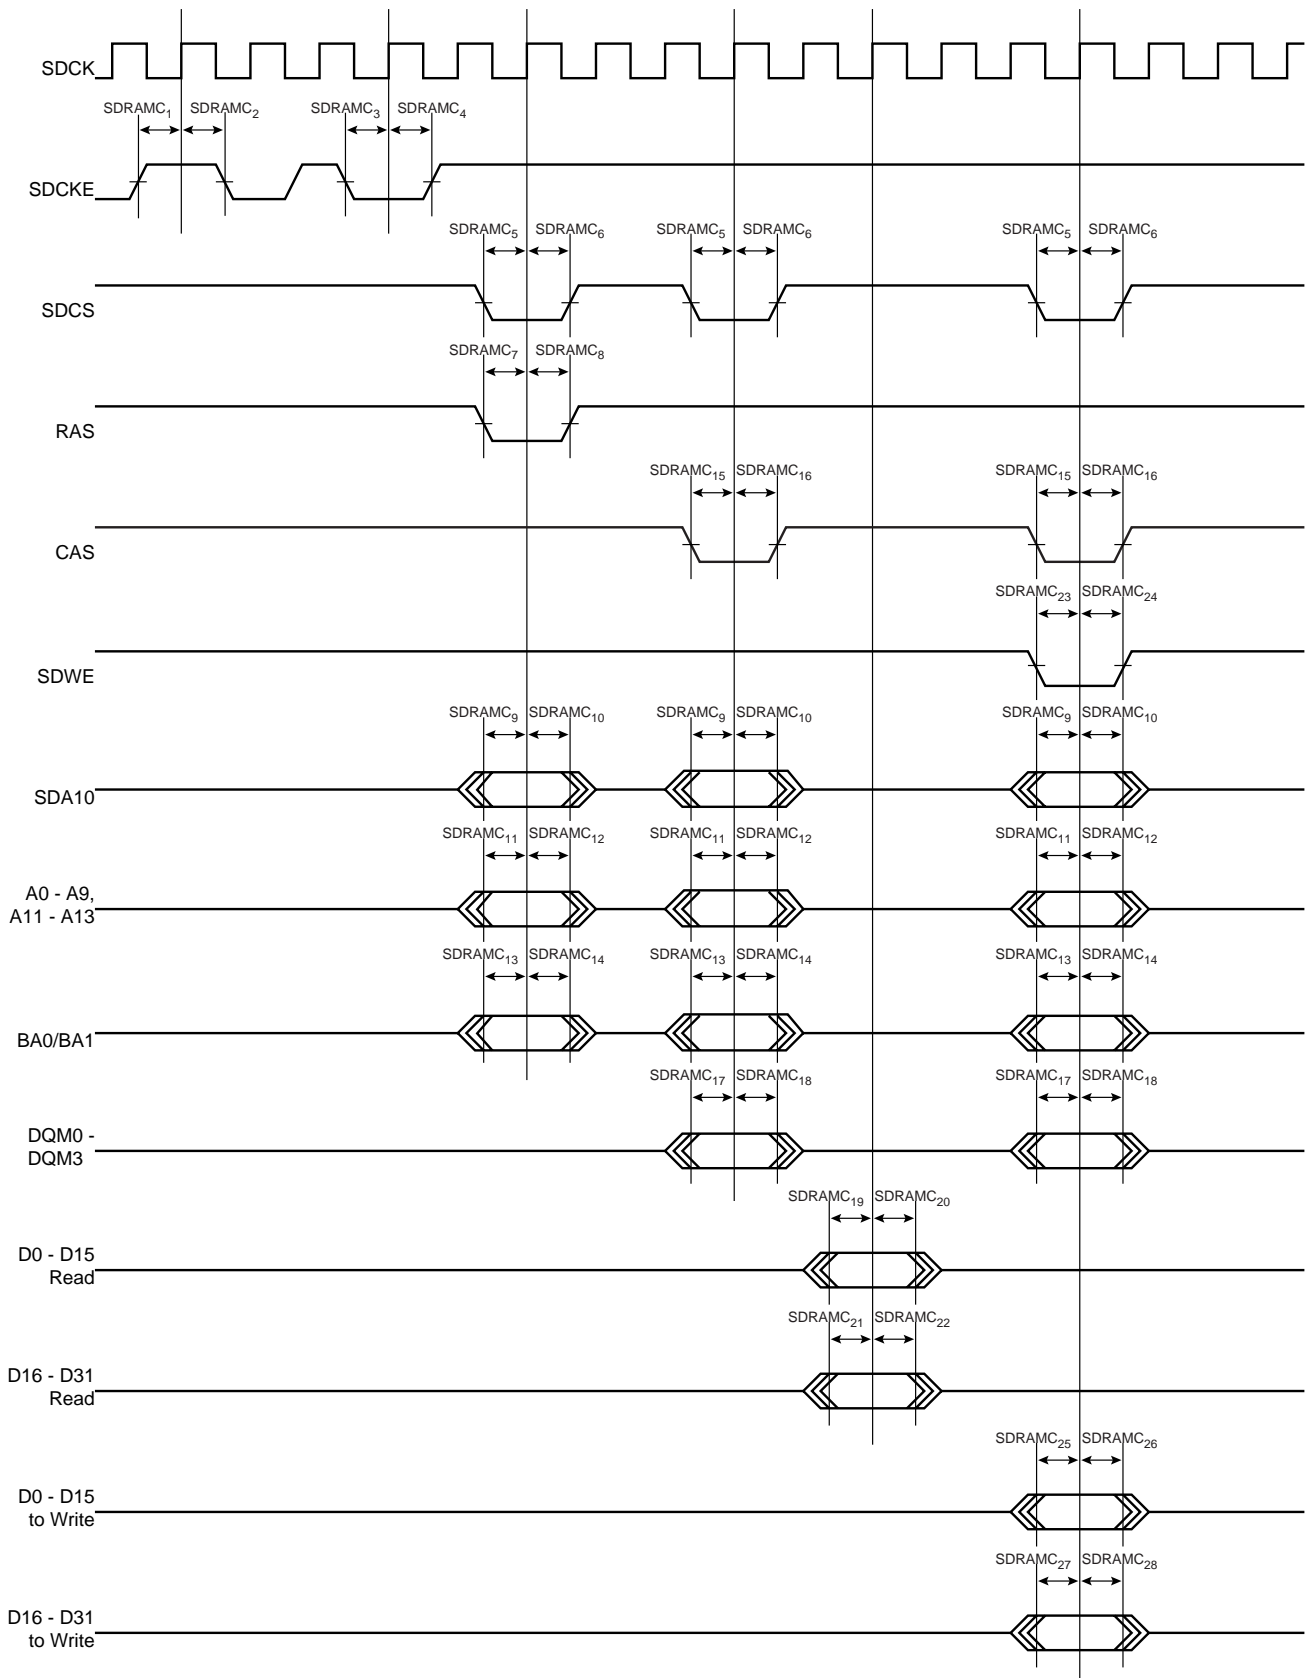 SDCK
SDRAMC1 SDRAMC2 SDRAMC3 SDRAMC4
SDCKE
SDRAMC5 SDRAMC6 SDRAMC5 SDRAMC6 SDRAMC5 SDRAMC6
SDCS
SDRAMC7 SDRAMC8
RAS
SDRAMC15 SDRAMC16 SDRAMC15 SDRAMC16
CAS
SDRAMC23 SDRAMC24
SDWE
SDRAMC9 SDRAMC10 SDRAMC9 SDRAMC10 SDRAMC9 SDRAMC10
SDA10
SDRAMC11 SDRAMC12 SDRAMC11 SDRAMC12 SDRAMC11 SDRAMC12
A0 - A9,
A11 - A13
SDRAMC13 SDRAMC14 SDRAMC13 SDRAMC14 SDRAMC13 SDRAMC14
BA0/BA1
SDRAMC17 SDRAMC18 SDRAMC17 SDRAMC18
DQM0 -
DQM3
SDRAMC19 SDRAMC20
D0 - D15
Read
SDRAMC21 SDRAMC22
D16 - D31
Read
SDRAMC25 SDRAMC26
D0 - D15
to Write
SDRAMC27 SDRAMC28
D16 - D31
to Write